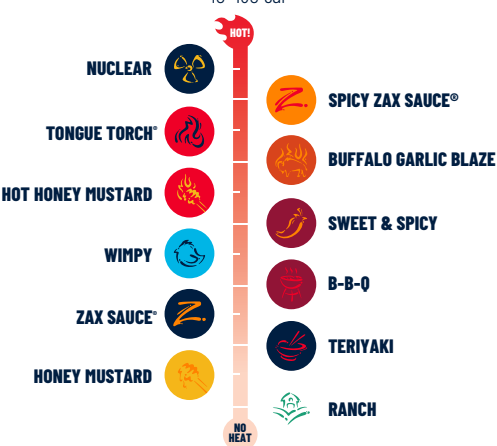 HOT!
NUCLEAR
SPICY ZAX SAUCE®
TONGUE TORCH®
BUFFALO GARLIC BLAZE
HOT HONEY MUSTARD
SWEET & SPICY
WIMPY
B-B-Q
ZAX SAUCE®
TERIYAKI
HONEY MUSTARD
RANCH
NO
HEAT